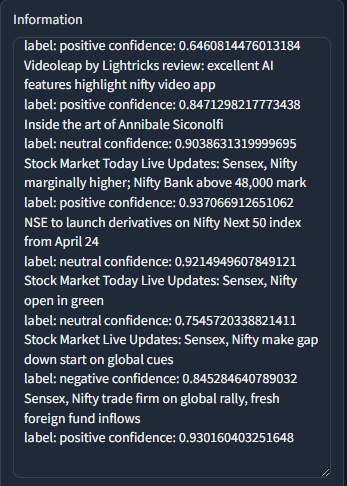 Information
label: positive confidence: 0.6460814476013184
Videoleap by Lightricks review: excellent AI
features highlight nifty video app
label: positive confidence: 0.8471298217773438
Inside the art of Annibale Siconolfi
label: neutral confidence: 0.9038631319999695
Stock Market Today Live Updates: Sensex, Nifty
marginally higher; Nifty Bank above 48,000 mark
label: positive confidence: 0.937066912651062
NSE to launch derivatives on Nifty Next 50 index
from April 24
label: neutral confidence: 0.9214949607849121
Stock Market Today Live Updates: Sensex, Nifty
open in green
label: neutral confidence: 0.7545720338821411
Stock Market Live Updates: Sensex, Nifty make gap
down start on global cues
label: negative confidence: 0.845284640789032
Sensex, Nifty trade firm on global rally, fresh
foreign fund inflows
label: positive confidence: 0.930160403251648